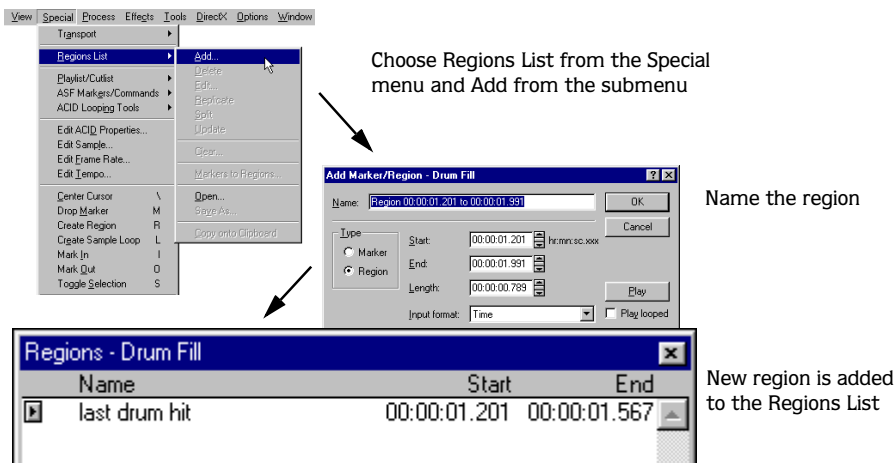 View Special Process Effects Tools DirectX Options Window
Transport
Regions List
Playlist/Cutlist
ASF Markers/Commands
ACID Looping Tools
Edit ACID Properties...
Edit Sample...
Edit Frame Rate...
Edit Tempo...
Center Cursor \
Drop Marker M
Create Region R
Create Sample Loop L
Mark In I
Mark Out O
Toggle Selection S
Add...
Delete
Edit...
Replicate
Split
Update
Clear...
Markers to Regions...
Open...
Save As...
Copy onto Clipboard
Choose Regions List from the Special
menu and Add from the submenu
Add Marker/Region - Drum Fill
Name: Region 00:00:01.201 to 00:00:01.991 OK
Cancel
Type
Marker
Region
Start: 00:00:01.201 hr:mn:sc.xxx
End: 00:00:01.991
Length: 00:00:00.789 Play
Input format: Time Play looped
Name the region
Regions - Drum Fill
Name Start End
last drum hit 00:00:01.201 00:00:01.567
New region is added
to the Regions List